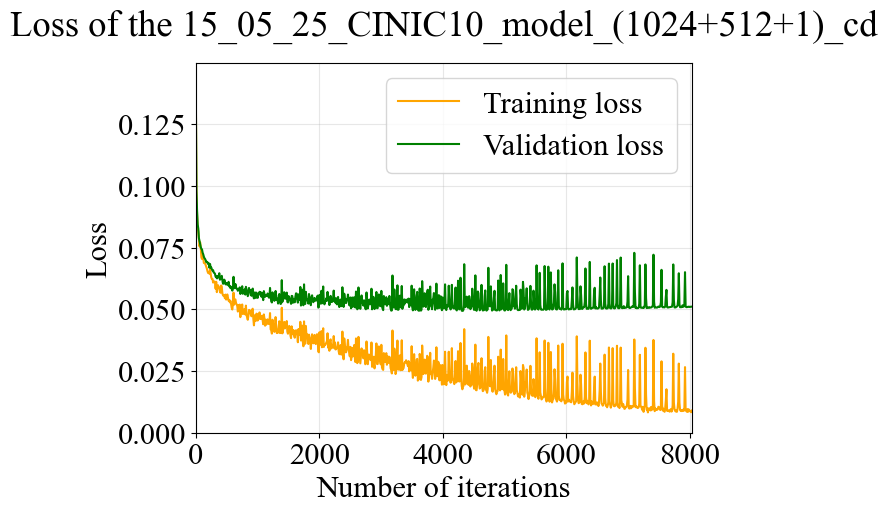 Loss of the 15_05_25_CINIC10_model_(1024+512+1)_cd
Training loss
Validation loss
0.125
0.100
0.075
0.050
0.025
0.000
Loss
0 2000 4000 6000 8000
Number of iterations